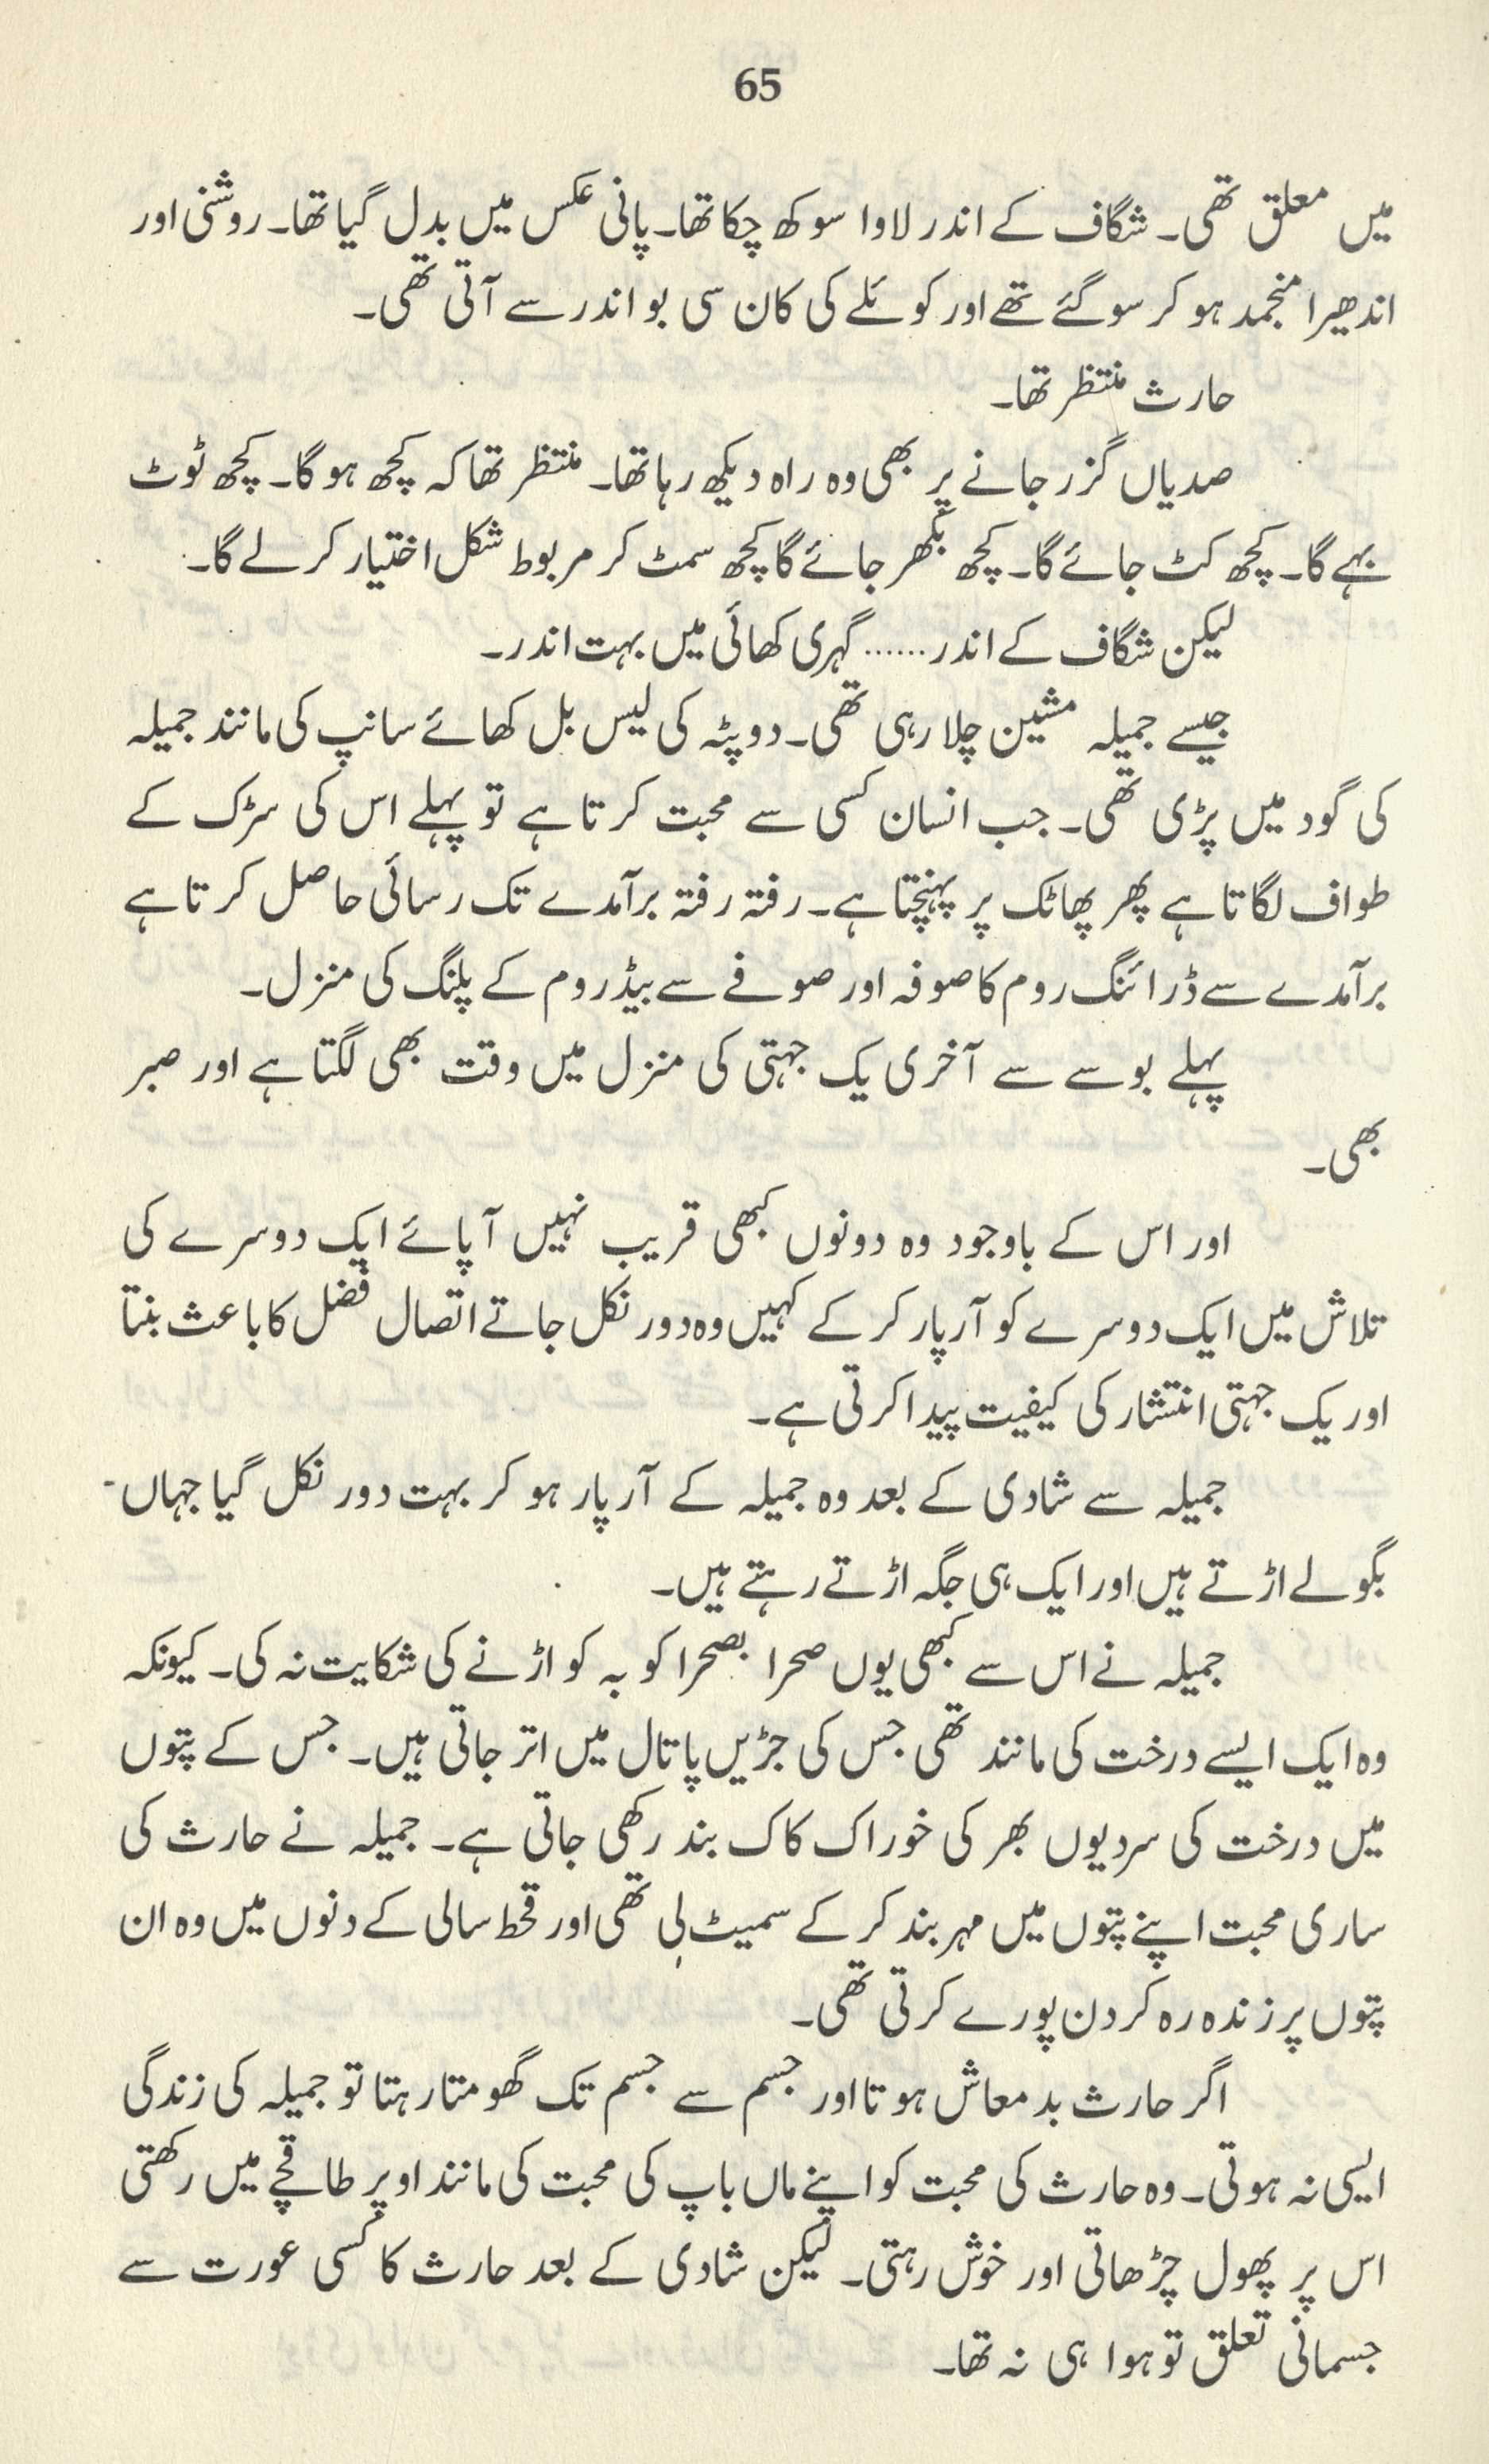 65
میں معلق تھی۔ شگاف کے اندر لاوا سوکھ چکا تھا۔ پانی عکس میں بدل گیا تھا۔ روشنی اور
اندھیرا منجمد ہو کر سو گئے تھے اور کوئلے کی کان سی بو اندر سے آتی تھی۔
حارث منتظر تھا۔
صدیاں گزر جانے پر بھی وہ راہ دیکھ رہا تھا۔ منتظر تھا کہ کچھ ہو گا۔ کچھ ٹوٹ
بہے گا۔ کچھ کٹ جائے گا۔ کچھ بکھر جائے گا کچھ سمٹ کر مربوط شکل اختیار کر لے گا۔
لیکن شگاف کے اندر...... گہری کھائی میں بہت اندر۔
جیسے جمیلہ مشین چلا رہی تھی۔ دوپٹہ کی لیس بل کھائے سانپ کی مانند جمیلہ
کی گود میں پڑی تھی۔ جب انسان کسی سے محبت کرتا ہے تو پہلے اس کی سڑک کے
طواف لگاتا ہے پھر پھاٹک پر پہنچتا ہے۔ رفتہ رفتہ برآمدے تک رسائی حاصل کرتا ہے
برآمدے سے ڈرائنگ روم کا صوفہ اور صوفے سے بیڈ روم کے پلنگ کی منزل۔
پہلے بوسے سے آخری یک جہتی کی منزل میں وقت بھی لگتا ہے اور صبر
بھی۔
اور اس کے باوجود وہ دونوں کبھی قریب نہیں آ پائے ایک دوسرے کی
تلاش میں ایک دوسرے کو آر پار کر کے کہیں وہ دور نکل جاتے اتصال فضل کا باعث بنتا
اور یک جہتی انتشار کی کیفیت پیدا کرتی ہے۔
جمیلہ سے شادی کے بعد وہ جمیلہ کے آر پار ہو کر بہت دور نکل گیا جہاں
بگولے اڑتے ہیں اور ایک ہی جگہ اڑتے رہتے ہیں۔
جمیلہ نے اس سے کبھی یوں صحرا بصحرا کو بہ کو اڑنے کی شکایت نہ کی۔ کیونکہ
وہ ایک ایسے درخت کی مانند تھی جس کی جڑیں پاتال میں اتر جاتی ہیں۔ جس کے پتوں
میں درخت کی سردیوں بھر کی خوراک کاک بند رکھی جاتی ہے۔ جمیلہ نے حارث کی
ساری محبت اپنے پتوں میں مہر بند کر کے سمیٹ لی تھی اور قحط سالی کے دنوں میں وہ ان
پتوں پر زندہ رہ کر دن پورے کرتی تھی۔
اگر حارث بدمعاش ہوتا اور جسم سے جسم تک گھومتا رہتا تو جمیلہ کی زندگی
ایسی نہ ہوتی۔ وہ حارث کی محبت کو اپنے ماں باپ کی محبت کی مانند اوپر طاقچے میں رکھتی
اس پر پھول چڑھاتی اور خوش رہتی۔ لیکن شادی کے بعد حارث کا کسی عورت سے
جسمانی تعلق تو ہوا ہی نہ تھا۔